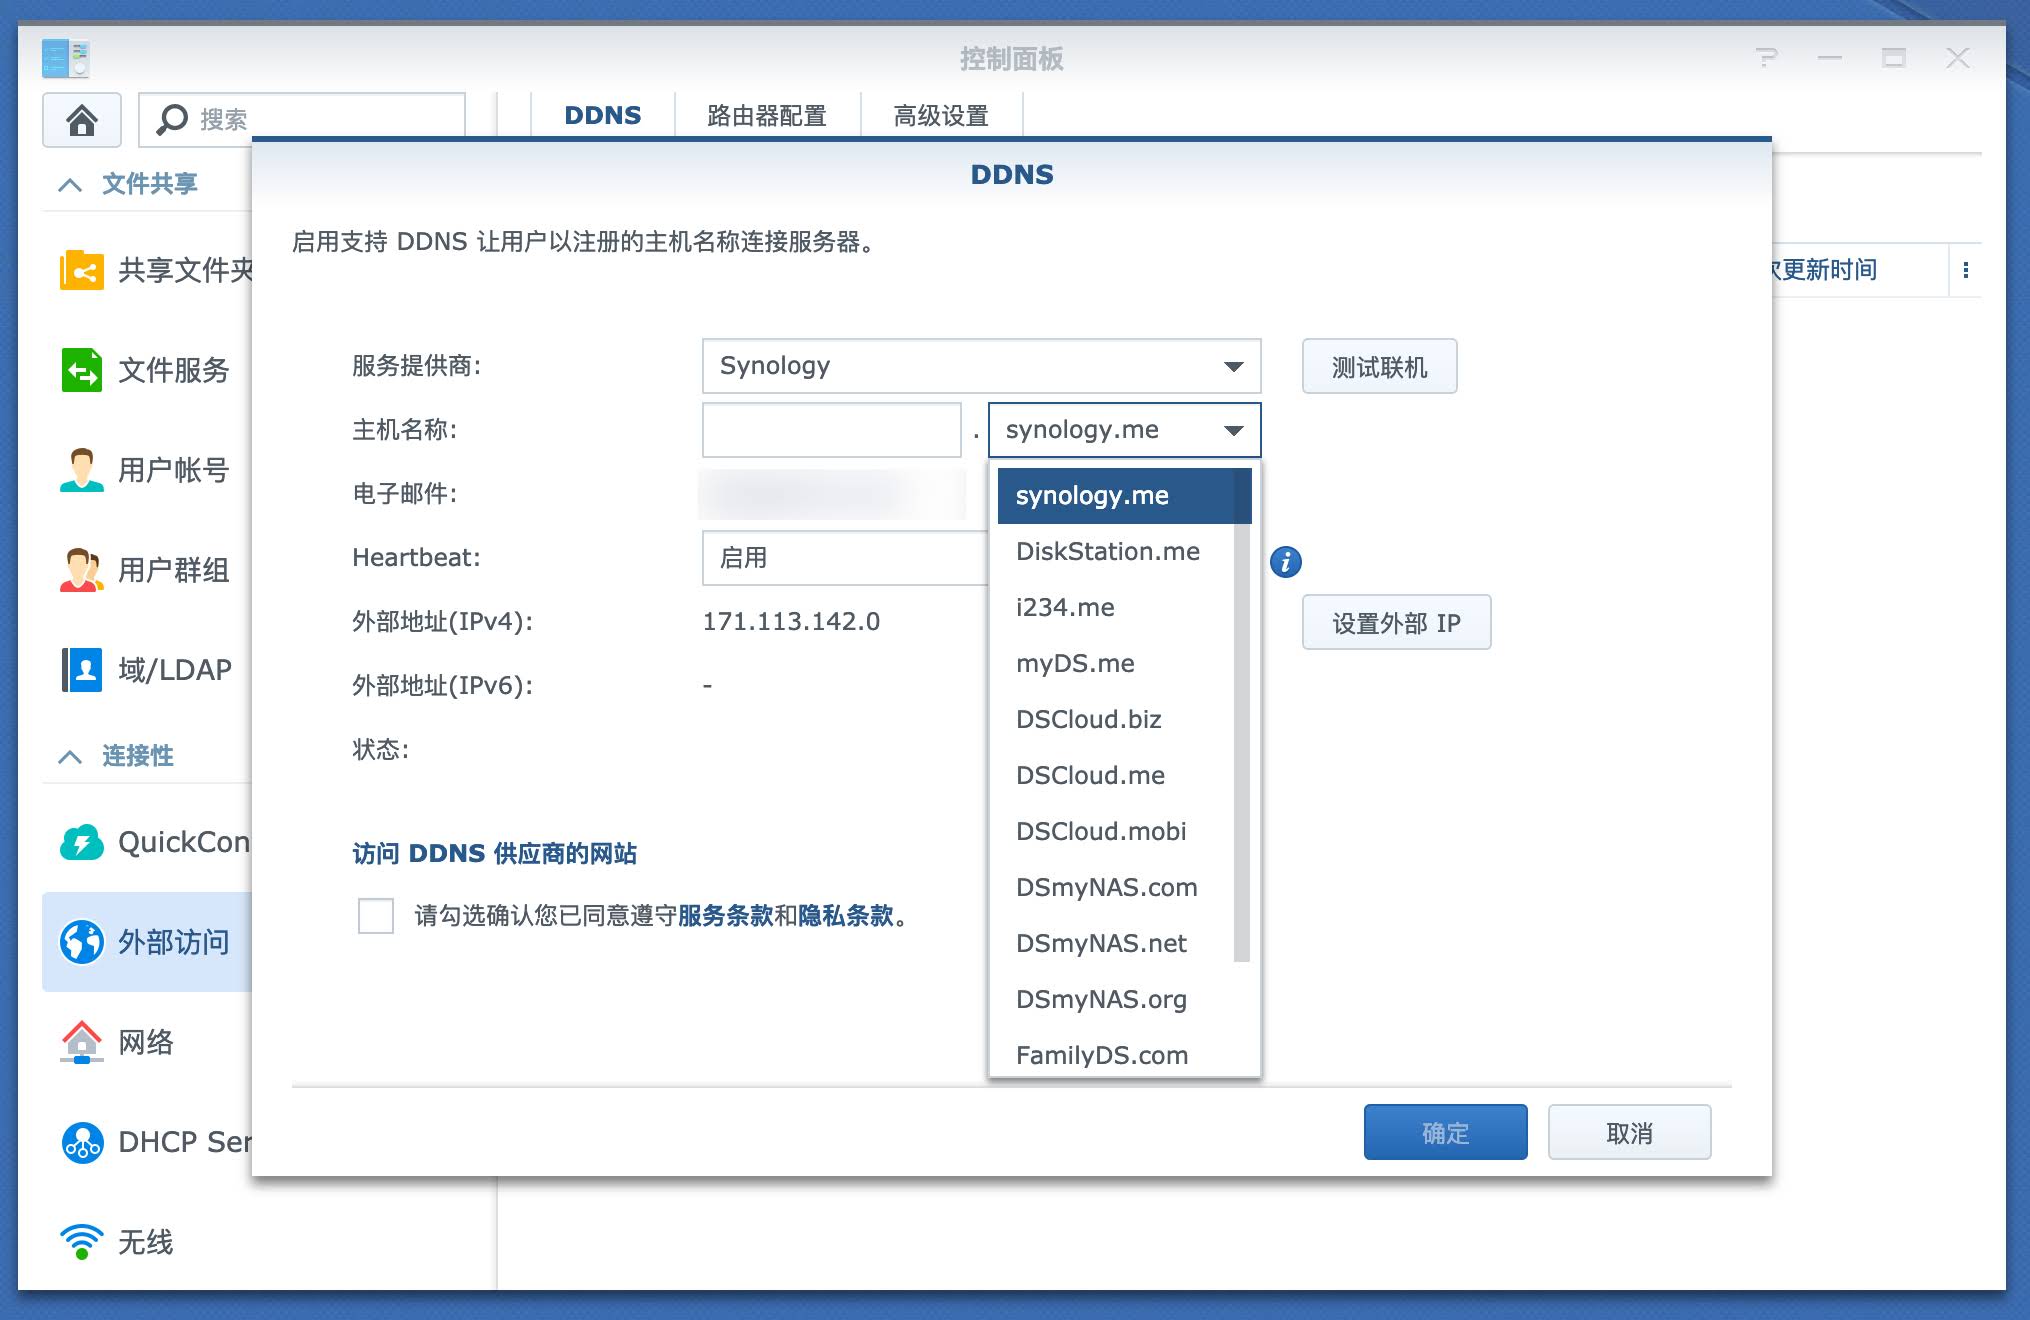 控制面板
搜索
DDNS
路由器配置
高级设置
文件共享
共享文件夹
文件服务
用户帐号
用户群组
域/LDAP
连接性
QuickCon
外部访问
网络
DHCP Ser
无线
次更新时间
DDNS
启用支持 DDNS 让用户以注册的主机名称连接服务器。
服务提供商: Synology 测试联机
主机名称: . synology.me
电子邮件:
Heartbeat: 启用
外部地址(IPv4): 171.113.142.0 设置外部 IP
外部地址(IPv6): -
状态:
synology.me
DiskStation.me
i234.me
myDS.me
DSCloud.biz
DSCloud.me
DSCloud.mobi
DSmyNAS.com
DSmyNAS.net
DSmyNAS.org
FamilyDS.com
访问 DDNS 供应商的网站
请勾选确认您已同意遵守服务条款和隐私条款。
确定
取消